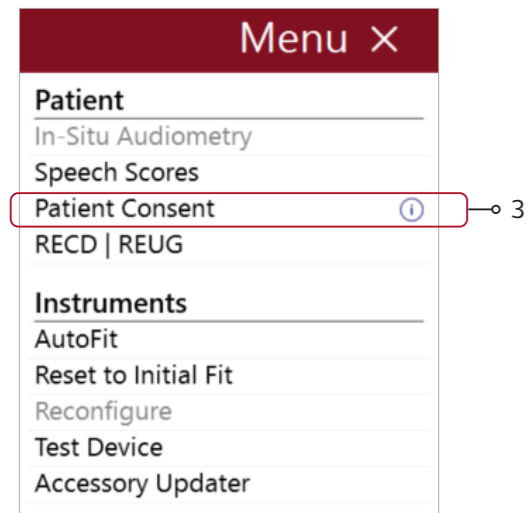 Menu ×
Patient
In-Situ Audiometry
Speech Scores
Patient Consent i 3
RECD | REUG
Instruments
AutoFit
Reset to Initial Fit
Reconfigure
Test Device
Accessory Updater